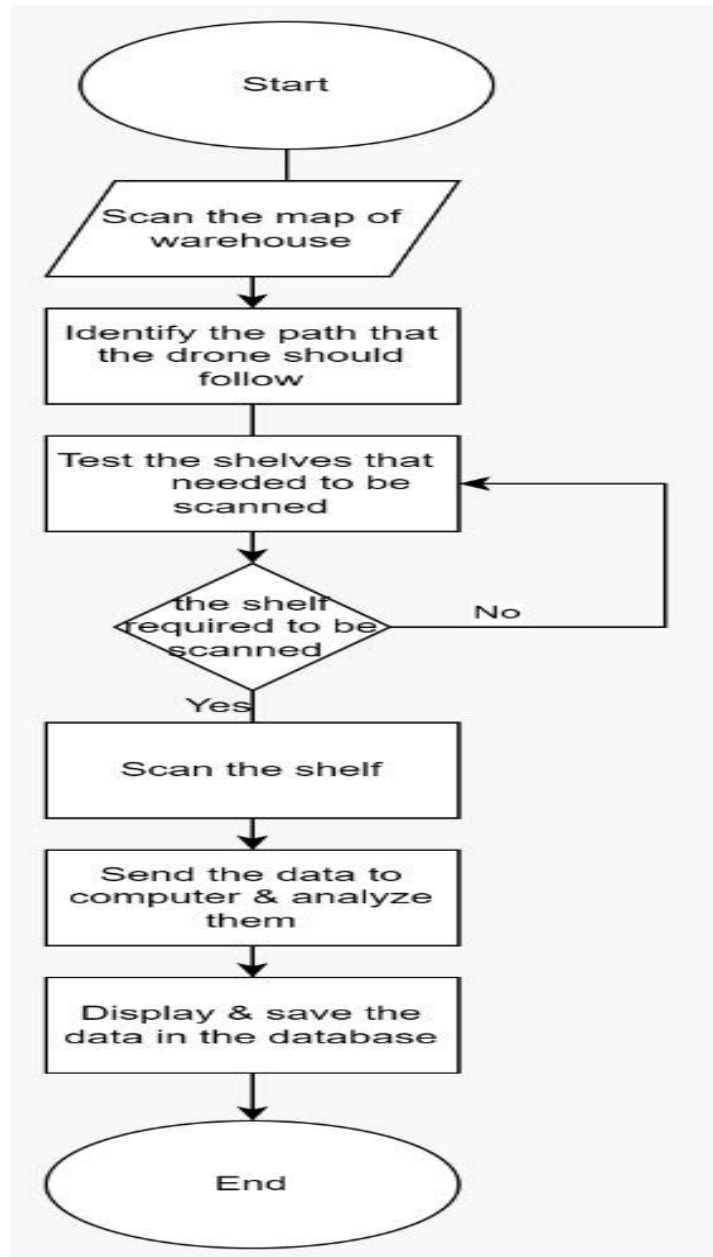 Start
Scan the map of
warehouse
Identify the path that
the drone should
follow
Test the shelves that
needed to be
scanned
the shelf
required to be
scanned
No
Yes
Scan the shelf
Send the data to
computer & analyze
them
Display & save the
data in the database
End